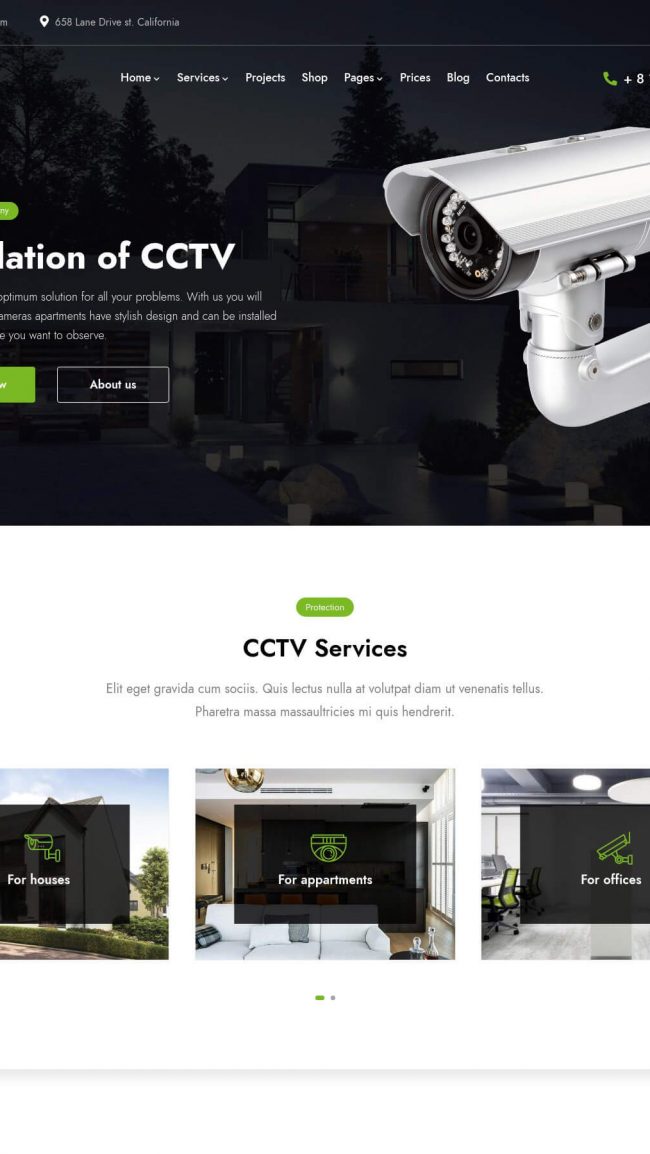 658 Lane Drive st. California
Home Services Projects Shop Pages Prices Blog Contacts
+ 8
lation of CCTV
optimum solution for all your problems. With us you will
ameras apartments have stylish design and can be installed
you want to observe.
About us
Protection
CCTV Services
Elit eget gravida cum sociis. Quis lectus nulla at volutpat diam ut venenatis tellus.
Pharetra massa massaultricies mi quis hendrerit.
For houses
For appartments
For offices